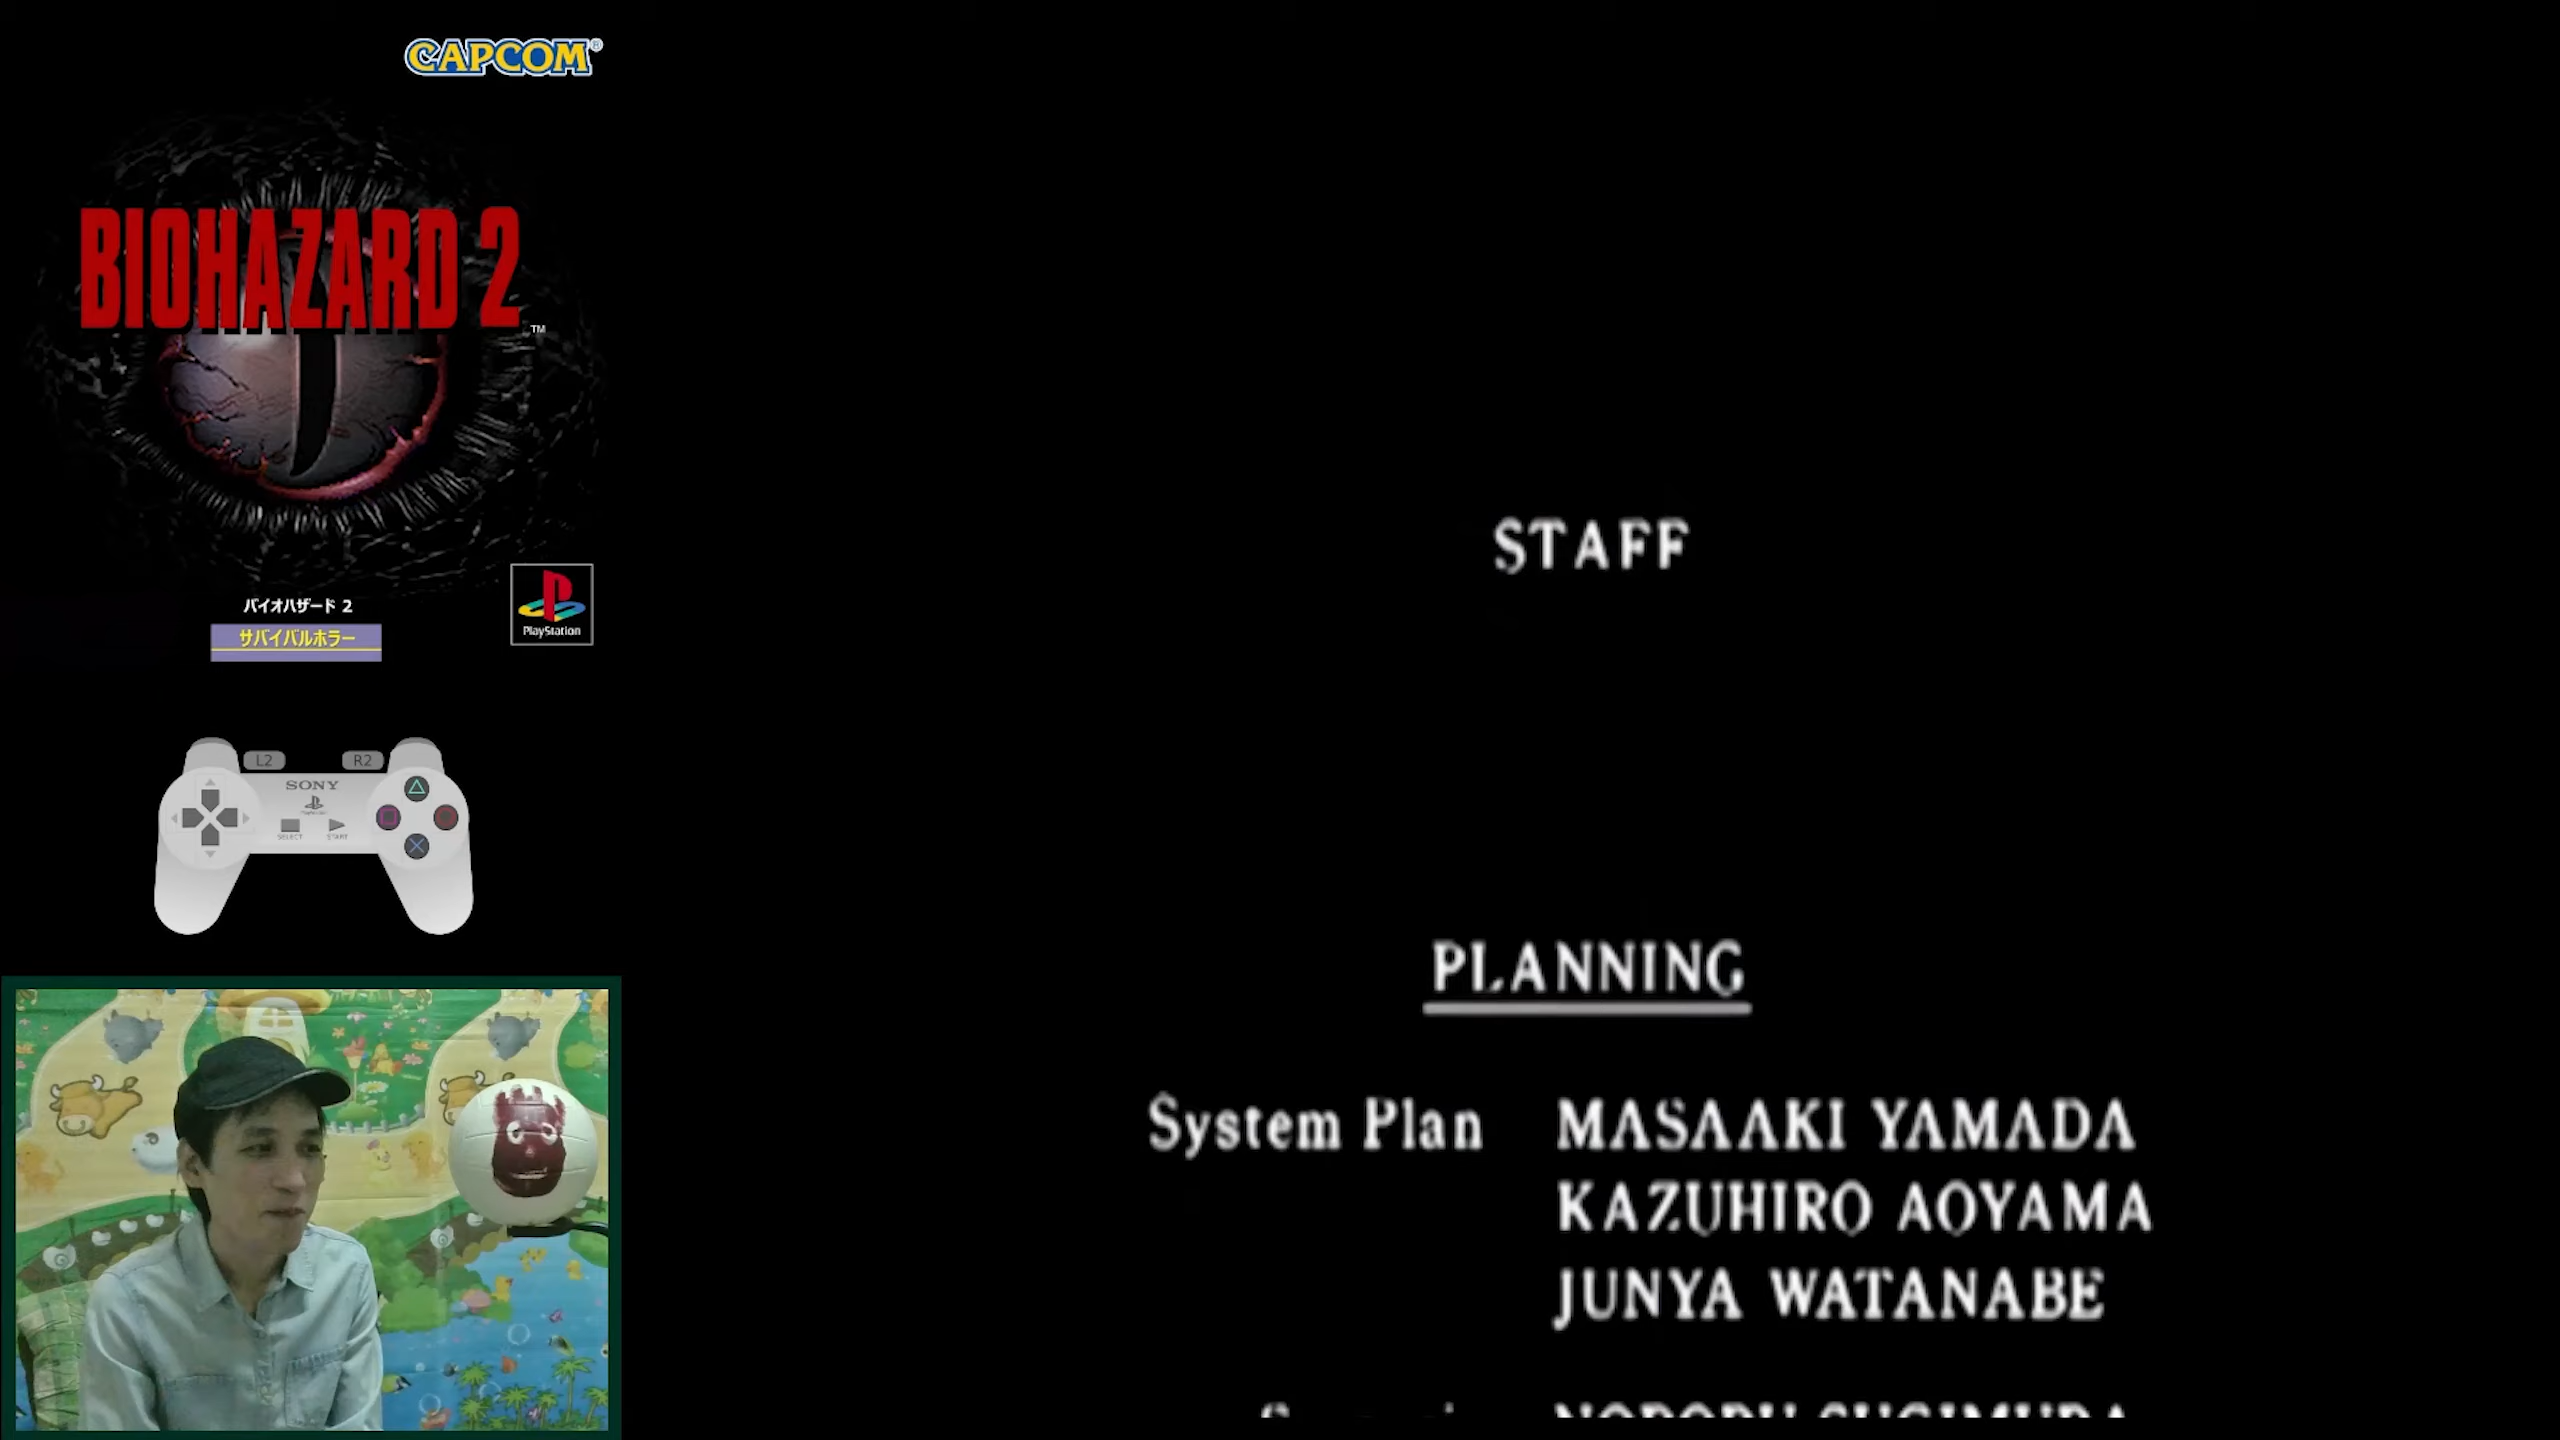 CAPCOM®
BIOHAZARD 2
TM
バイオハザード 2
サバイバルホラー
PlayStation
L2
R2
SONY
SELECT
START
STAFF
PLANNING
System Plan MASAAKI YAMADA
KAZUHIRO AOYAMA
JUNYA WATANABE